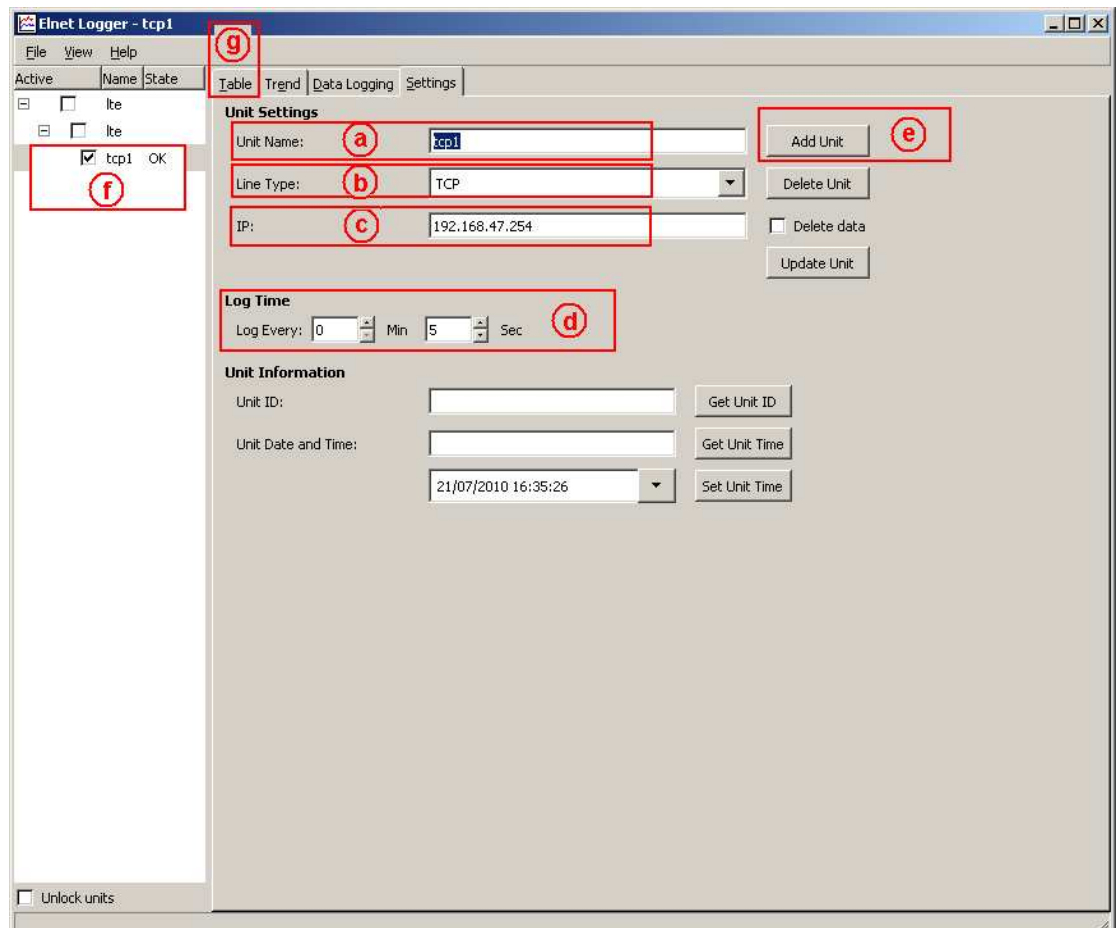 Elnet Logger - tcp1
File View Help
g
Active Name State
Table Trend Data Logging Settings
lte
lte
tcp1 OK
f
Unit Settings
Unit Name: a tcp1 Add Unit e
Line Type: b TCP Delete Unit
IP: c 192.168.47.254 Delete data
Update Unit
Log Time
Log Every: 0 Min 5 Sec d
Unit Information
Unit ID: Get Unit ID
Unit Date and Time: Get Unit Time
21/07/2010 16:35:26 Set Unit Time
Unlock units